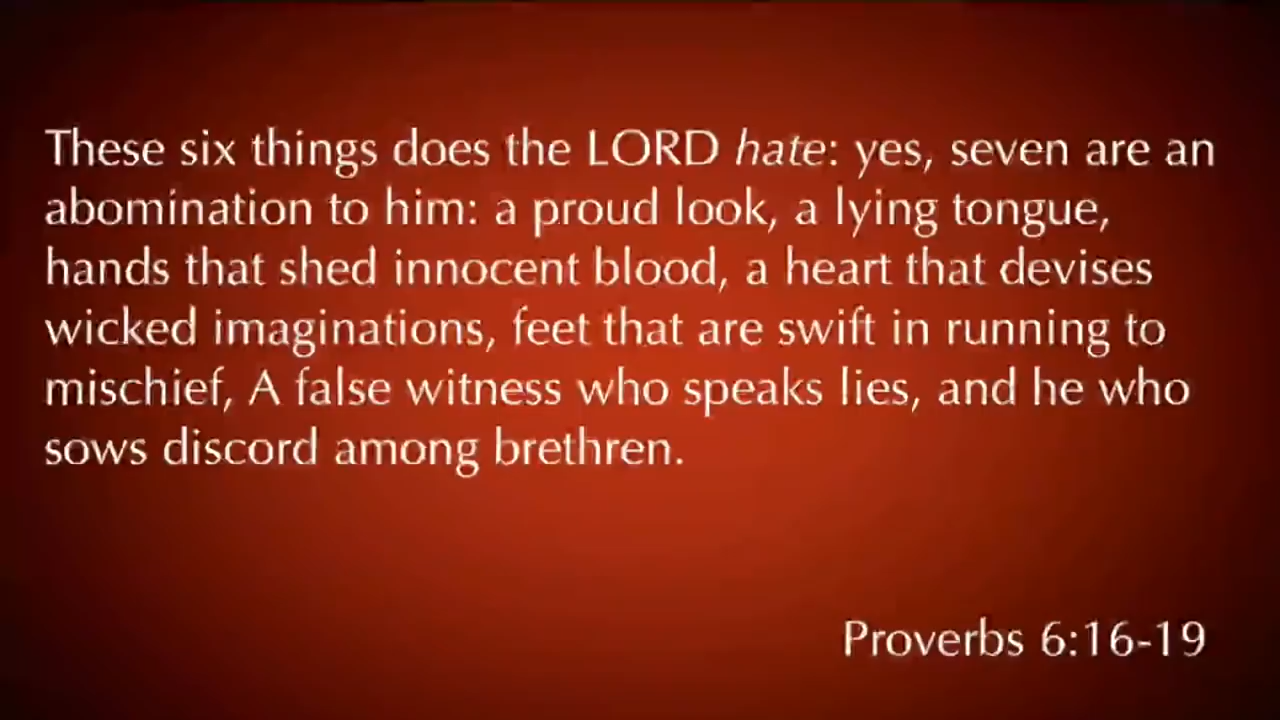 These six things does the LORD hate: yes, seven are an
abomination to him: a proud look, a lying tongue,
hands that shed innocent blood, a heart that devises
wicked imaginations, feet that are swift in running to
mischief, A false witness who speaks lies, and he who
sows discord among brethren.
Proverbs 6:16-19